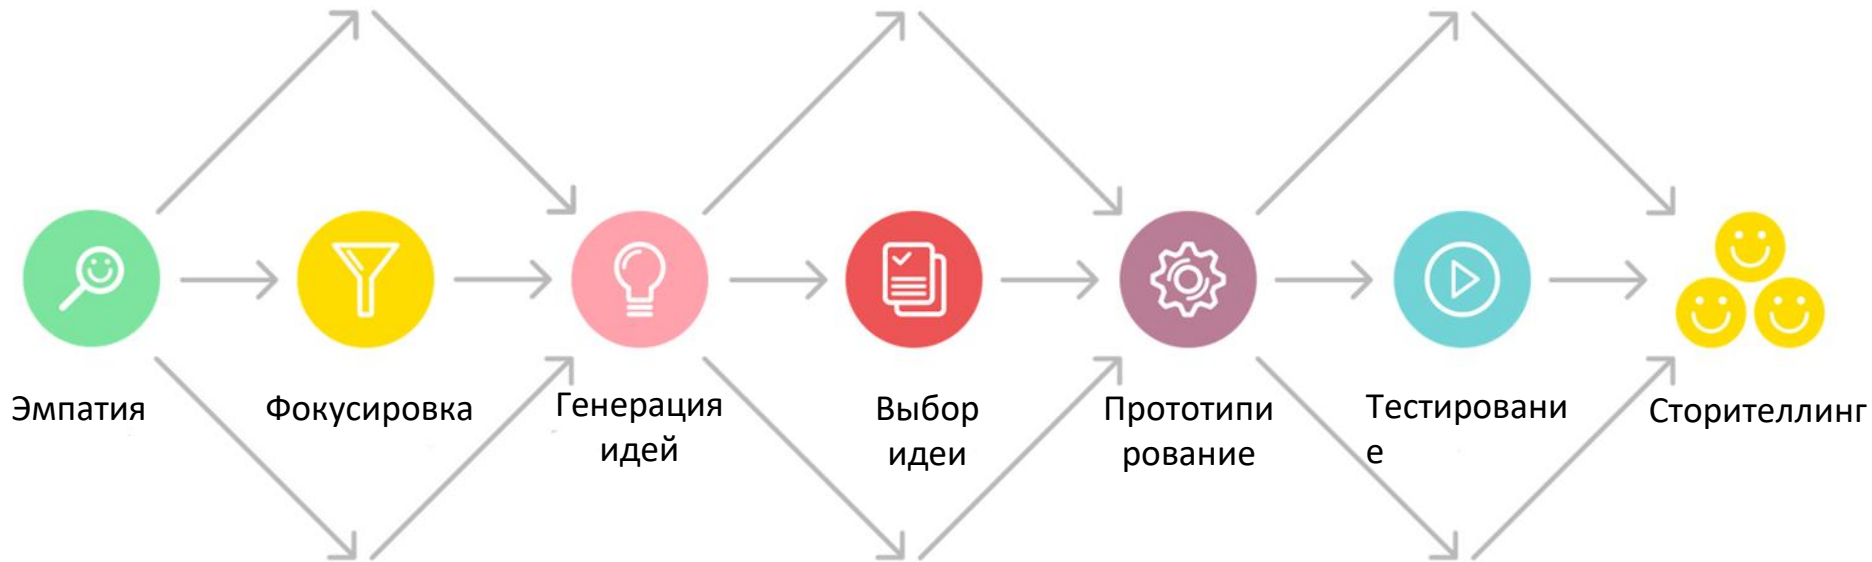 Эмпатия
Фокусировка
Генерация
идей
Выбор
идеи
Прототипи
рование
Тестировани
е
Сторителлинг